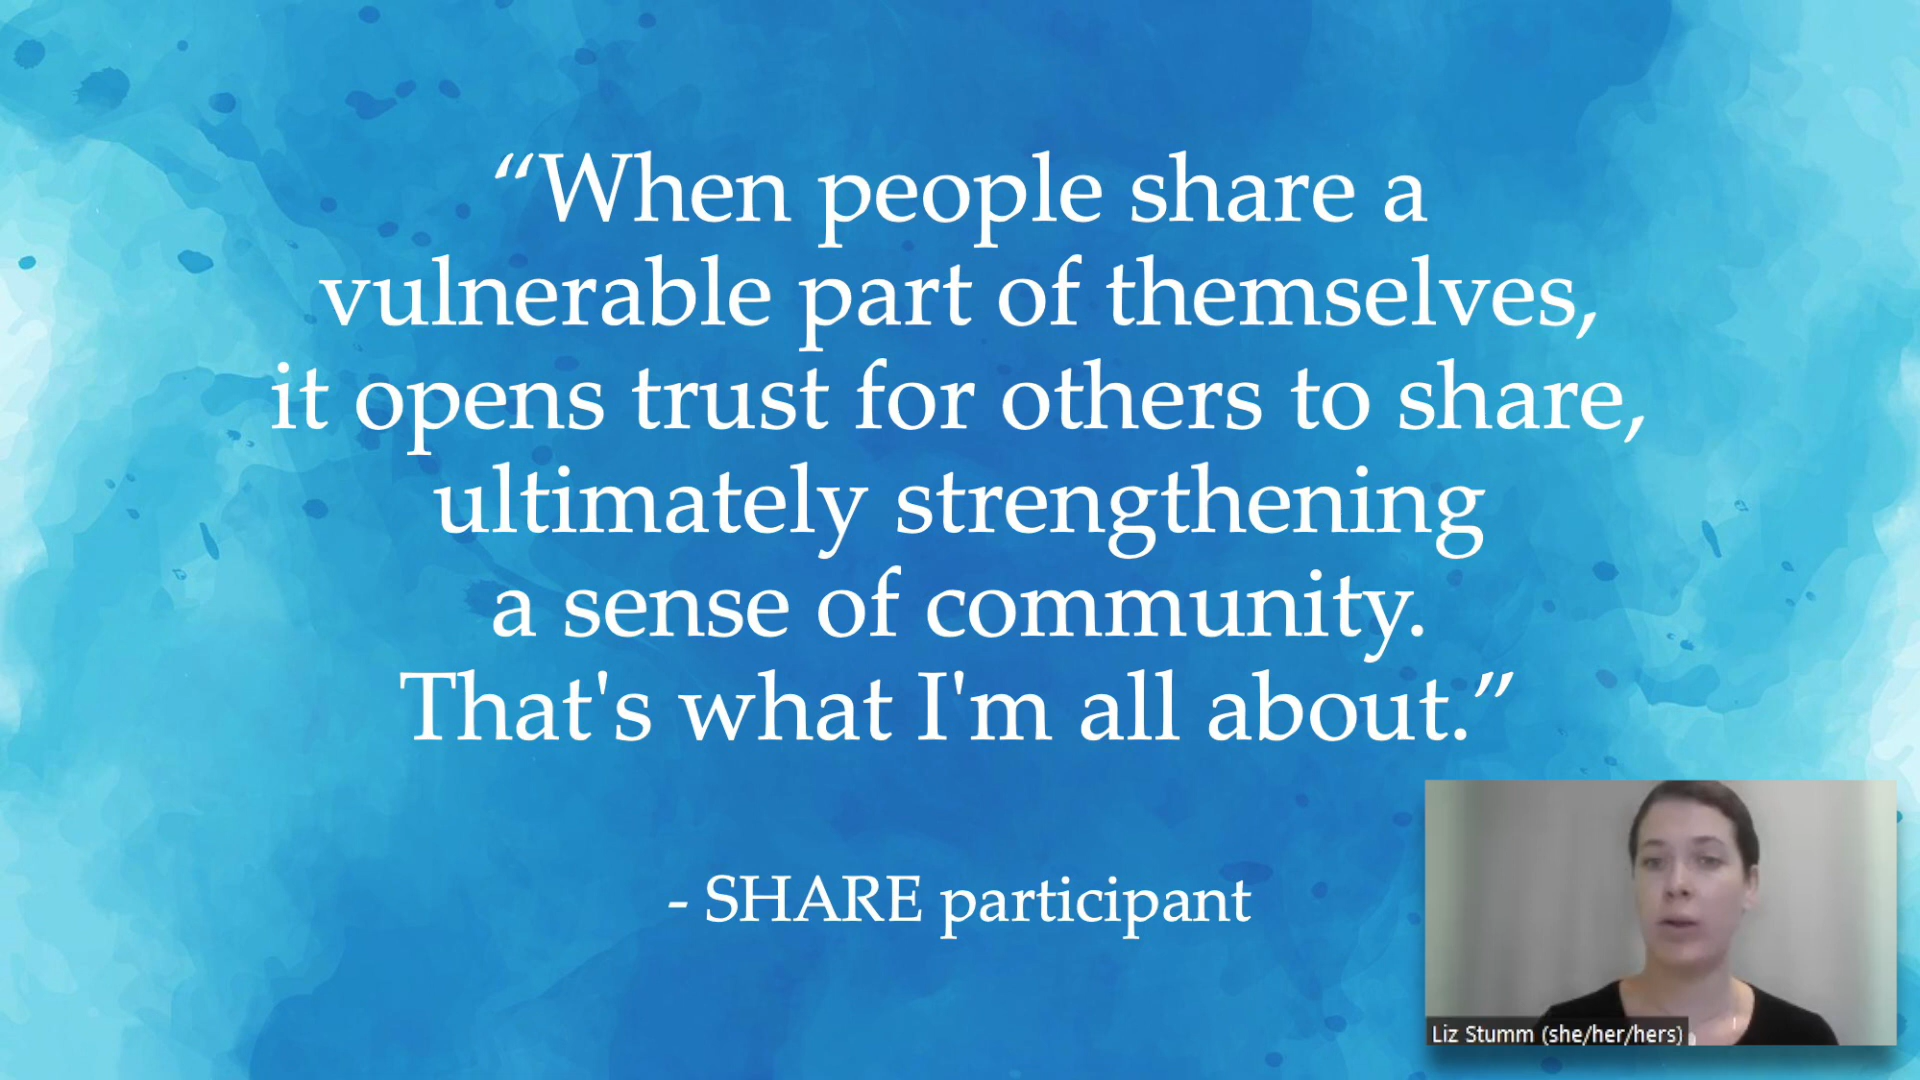 “When people share a
vulnerable part of themselves,
it opens trust for others to share,
ultimately strengthening
a sense of community.
That's what I'm all about.”
- SHARE participant
Liz Stumm (she/her/hers)